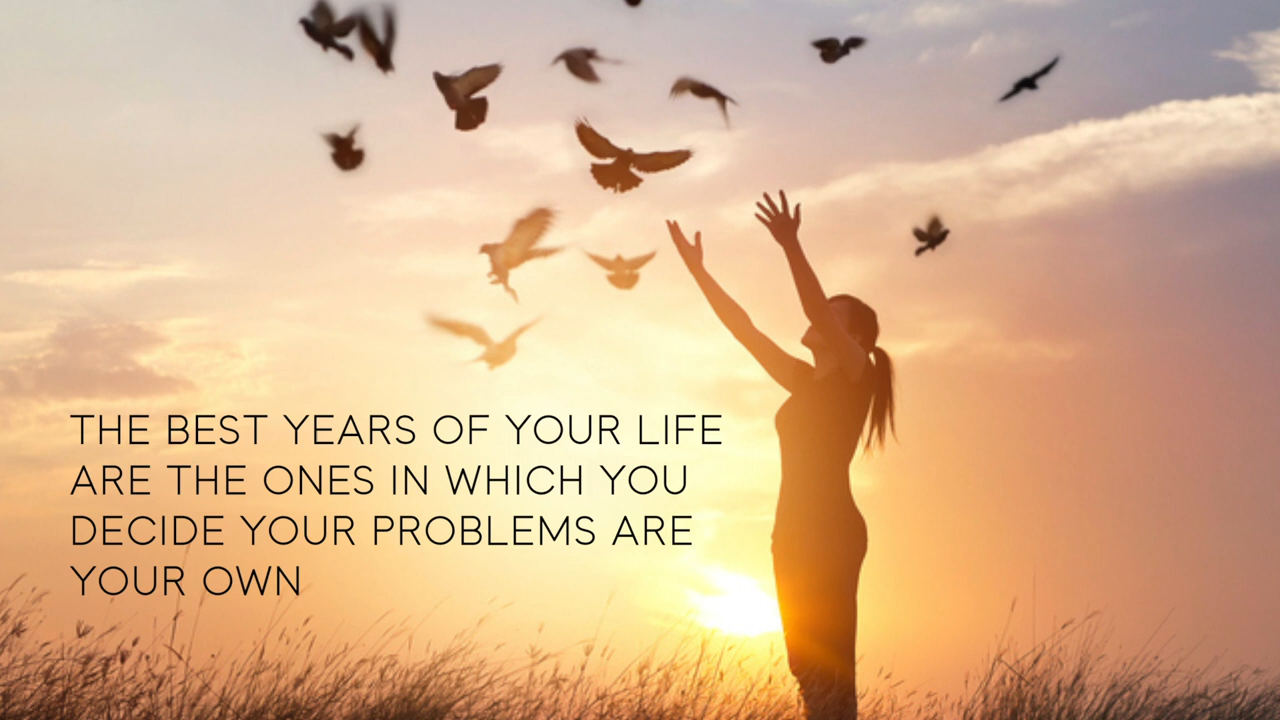 THE BEST YEARS OF YOUR LIFE
ARE THE ONES IN WHICH YOU
DECIDE YOUR PROBLEMS ARE
YOUR OWN